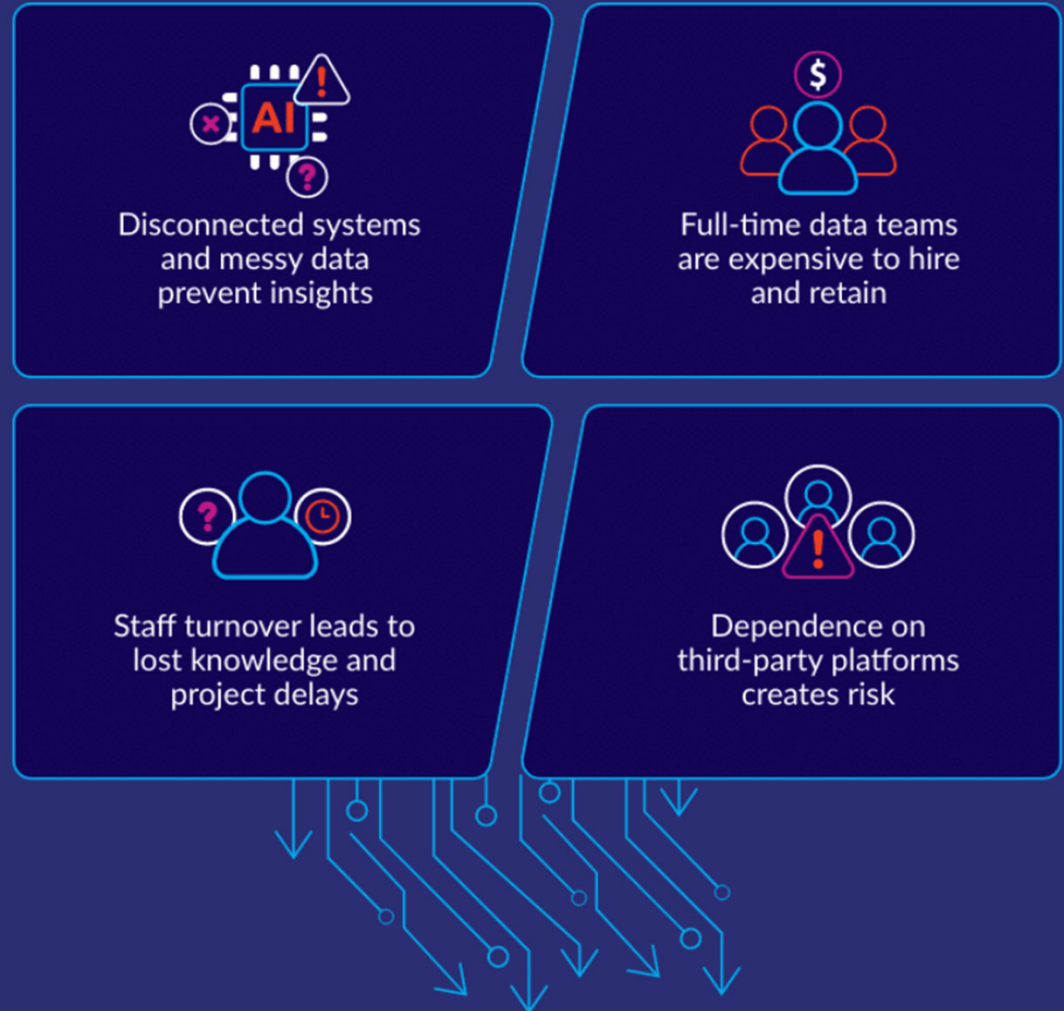 AI
Disconnected systems
and messy data
prevent insights
$
Full-time data teams
are expensive to hire
and retain
Staff turnover leads to
lost knowledge and
project delays
Dependence on
third-party platforms
creates risk